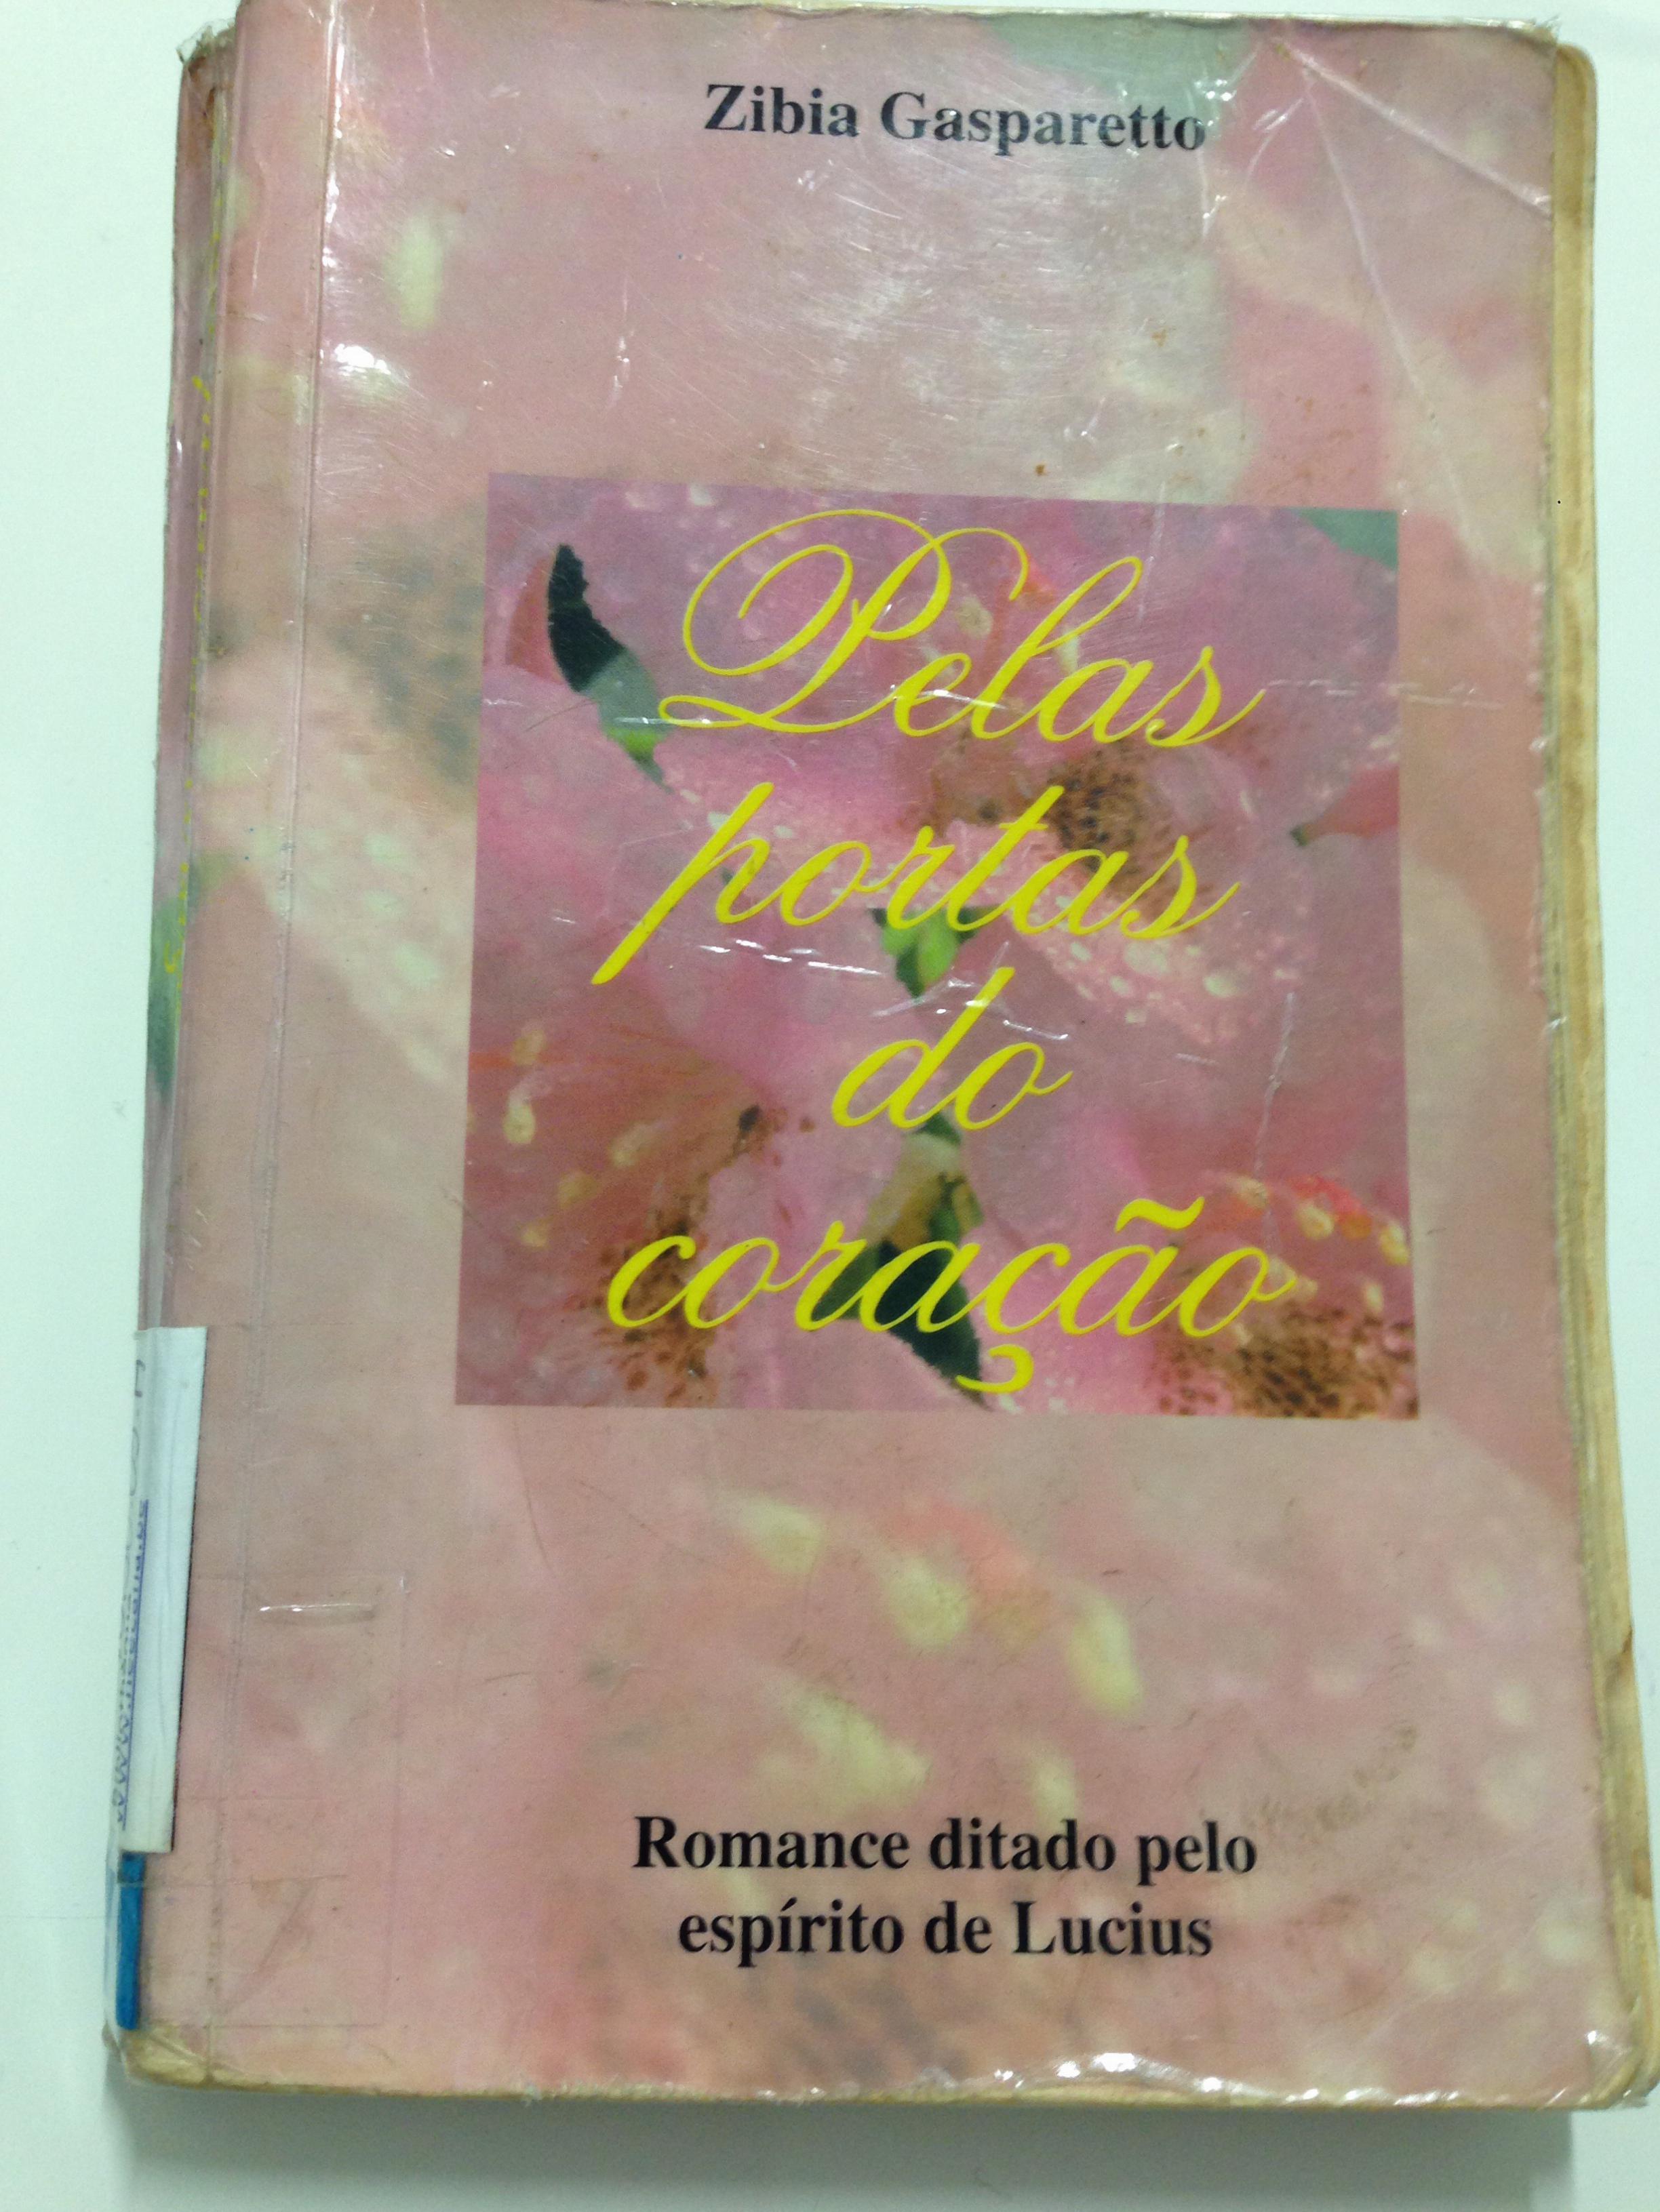 Zibia Gasparetto
Pelas
portas
do
coração
Romance ditado pelo
espírito de Lucius